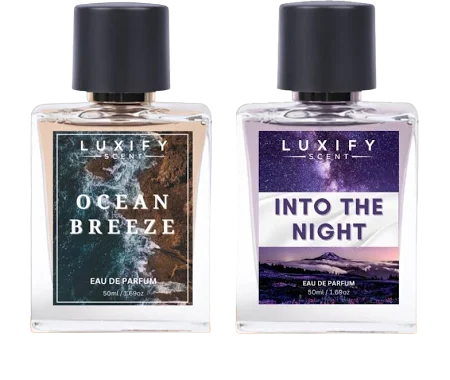 LUXIFY
SCENT
OCEAN
BREEZE
EAU DE PARFUM
50ml / 1.69oz
LUXIFY
SCENT
INTO THE
NIGHT
EAU DE PARFUM
50ml / 1.69oz